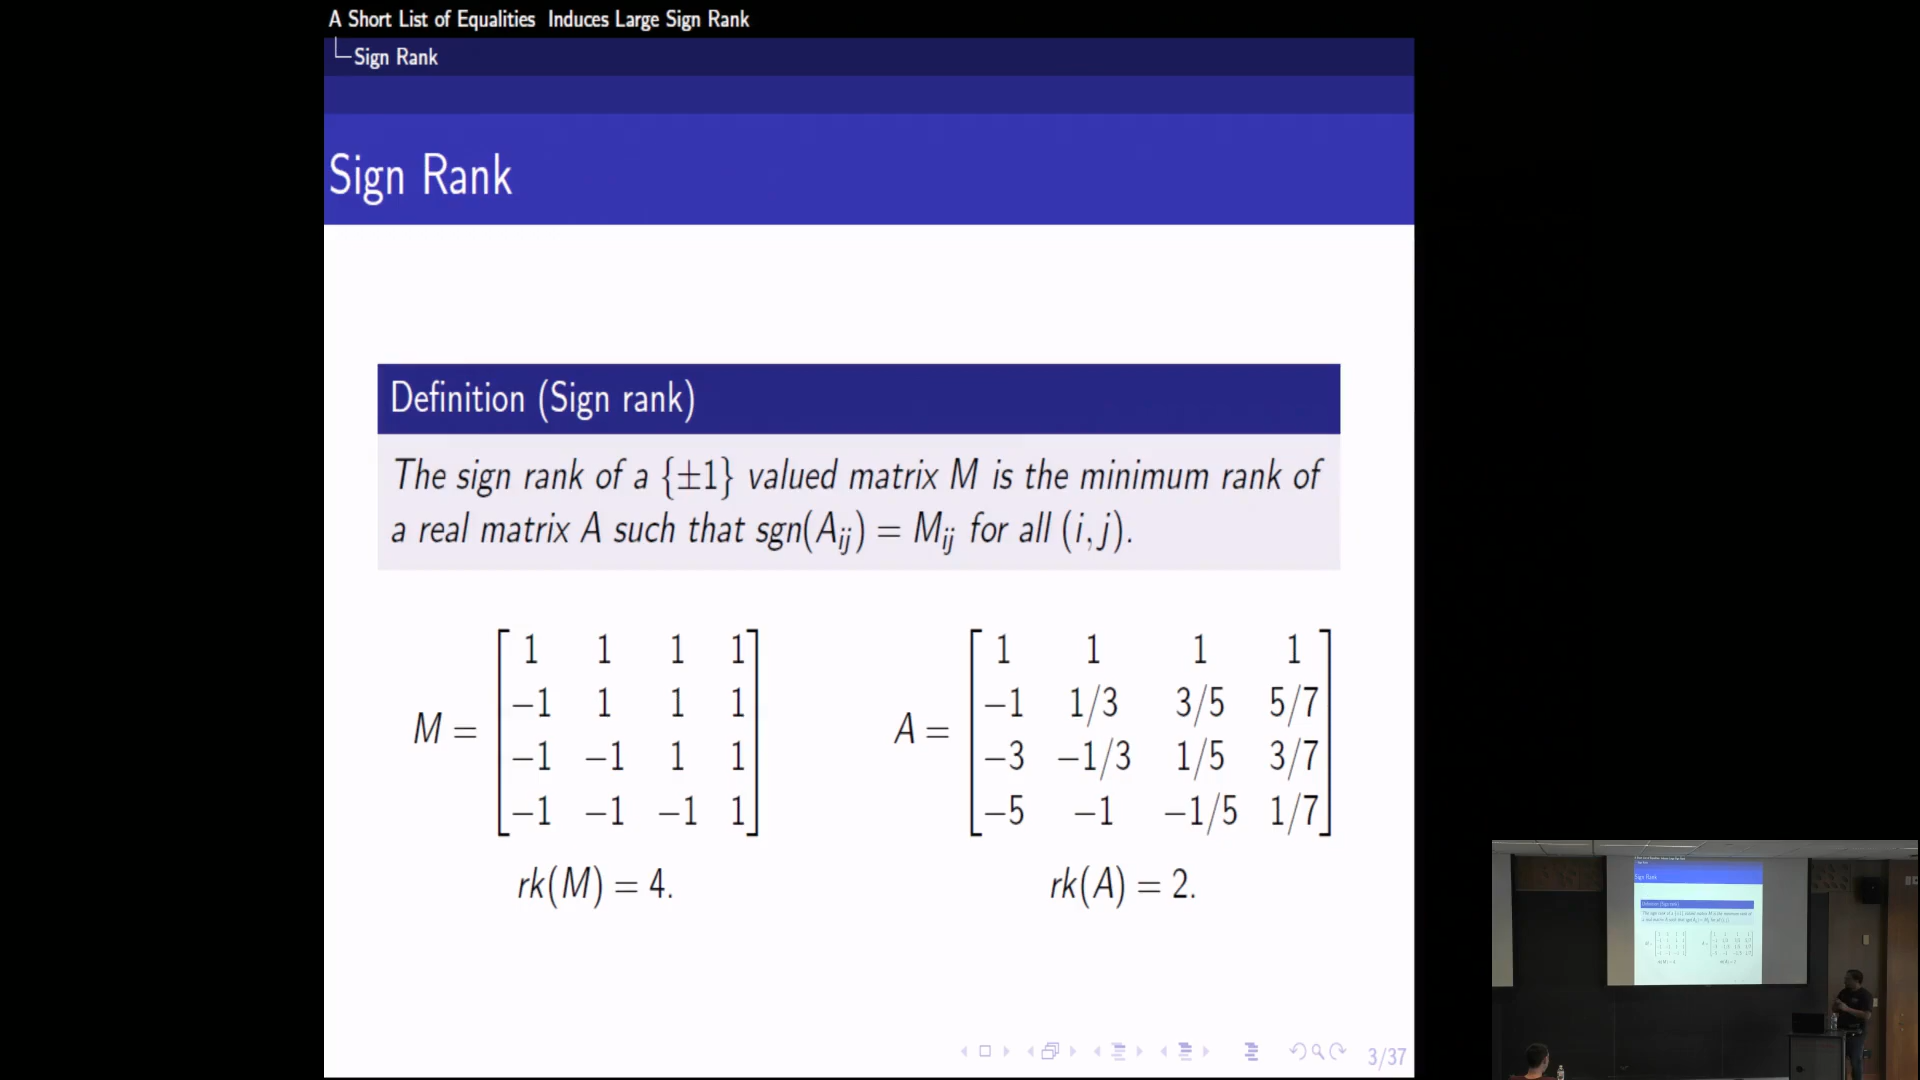 A Short List of Equalities Induces Large Sign Rank
Sign Rank
Sign Rank
Definition (Sign rank)
The sign rank of a {±1} valued matrix M is the minimum rank of
a real matrix A such that sgn(A_ij) = M_ij for all (i, j).
M =
1 1 1 1
−1 1 1 1
−1 −1 1 1
−1 −1 −1 1
rk(M) = 4.
A =
1 1 1 1
−1 1/3 3/5 5/7
−3 −1/3 1/5 3/7
−5 −1 −1/5 1/7
rk(A) = 2.
3/37
Sign Rank